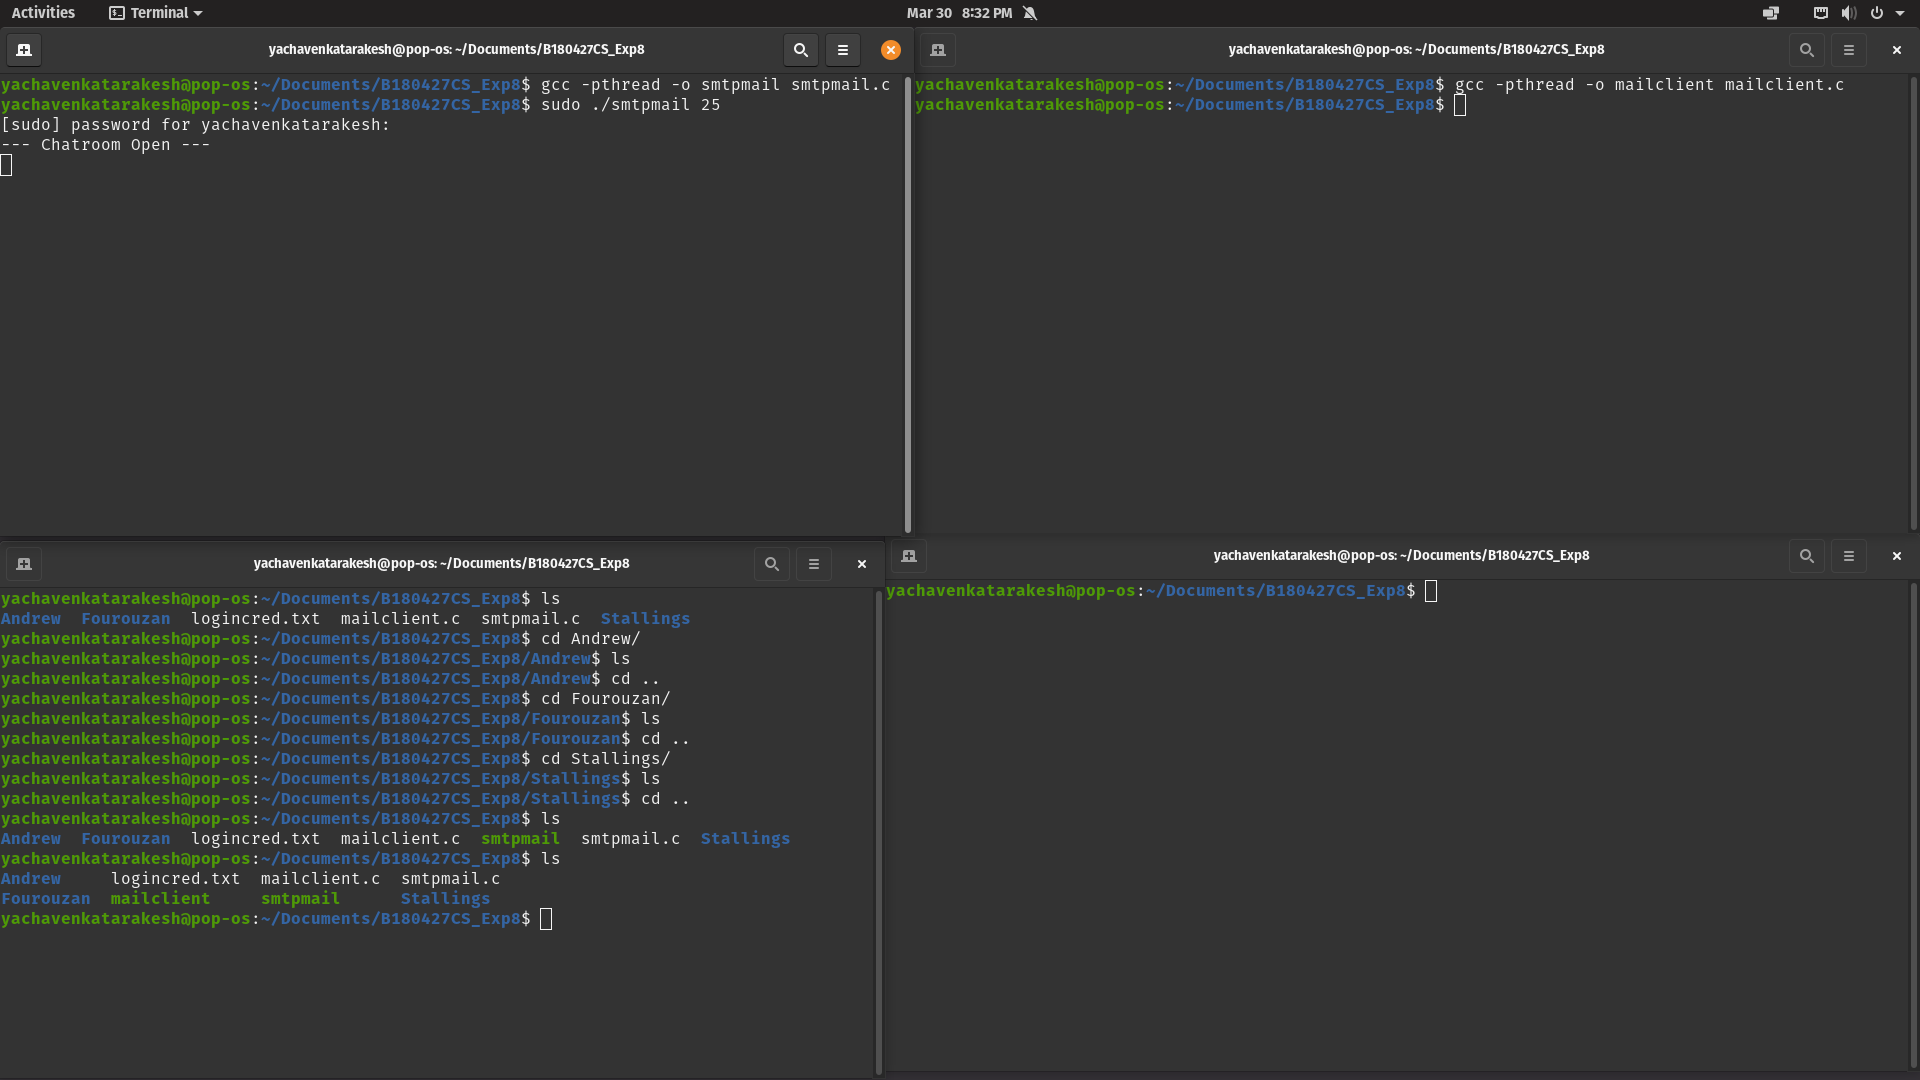 Activities Terminal Mar 30 8:32 PM
yachavenkatarakesh@pop-os: ~/Documents/B180427CS_Exp8
yachavenkatarakesh@pop-os:~/Documents/B180427CS_Exp8$ gcc -pthread -o smtpmail smtpmail.c
yachavenkatarakesh@pop-os:~/Documents/B180427CS_Exp8$ sudo ./smtpmail 25
[sudo] password for yachavenkatarakesh:
--- Chatroom Open ---
yachavenkatarakesh@pop-os: ~/Documents/B180427CS_Exp8
yachavenkatarakesh@pop-os:~/Documents/B180427CS_Exp8$ gcc -pthread -o mailclient mailclient.c
yachavenkatarakesh@pop-os:~/Documents/B180427CS_Exp8$
yachavenkatarakesh@pop-os: ~/Documents/B180427CS_Exp8
yachavenkatarakesh@pop-os:~/Documents/B180427CS_Exp8$ ls
Andrew  Fourouzan  logincred.txt  mailclient.c  smtpmail.c  Stallings
yachavenkatarakesh@pop-os:~/Documents/B180427CS_Exp8$ cd Andrew/
yachavenkatarakesh@pop-os:~/Documents/B180427CS_Exp8/Andrew$ ls
yachavenkatarakesh@pop-os:~/Documents/B180427CS_Exp8/Andrew$ cd ..
yachavenkatarakesh@pop-os:~/Documents/B180427CS_Exp8$ cd Fourouzan/
yachavenkatarakesh@pop-os:~/Documents/B180427CS_Exp8/Fourouzan$ ls
yachavenkatarakesh@pop-os:~/Documents/B180427CS_Exp8/Fourouzan$ cd ..
yachavenkatarakesh@pop-os:~/Documents/B180427CS_Exp8$ cd Stallings/
yachavenkatarakesh@pop-os:~/Documents/B180427CS_Exp8/Stallings$ ls
yachavenkatarakesh@pop-os:~/Documents/B180427CS_Exp8/Stallings$ cd ..
yachavenkatarakesh@pop-os:~/Documents/B180427CS_Exp8$ ls
Andrew  Fourouzan  logincred.txt  mailclient.c  smtpmail  smtpmail.c  Stallings
yachavenkatarakesh@pop-os:~/Documents/B180427CS_Exp8$ ls
Andrew     logincred.txt  mailclient.c  smtpmail.c
Fourouzan  mailclient     smtpmail      Stallings
yachavenkatarakesh@pop-os:~/Documents/B180427CS_Exp8$
yachavenkatarakesh@pop-os: ~/Documents/B180427CS_Exp8
yachavenkatarakesh@pop-os:~/Documents/B180427CS_Exp8$